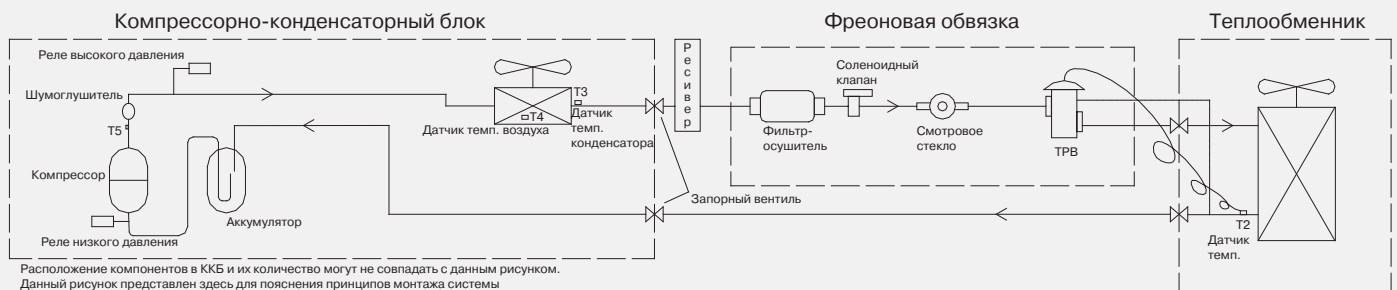 Компрессорно-конденсаторный блок
Фреоновая обвязка
Теплообменник
Реле высокого давления
Шумоглушитель
T5
Компрессор
Реле низкого давления
Аккумулятор
T3
T4
Датчик темп. воздуха
Датчик
темп.
конденсатора
Ресивер
Запорный вентиль
Фильтр-
осушитель
Соленоидный
клапан
Смотровое
стекло
ТРВ
T2
Датчик
темп.
Расположение компонентов в ККБ и их количество могут не совпадать с данным рисунком.
Данный рисунок представлен здесь для пояснения принципов монтажа системы